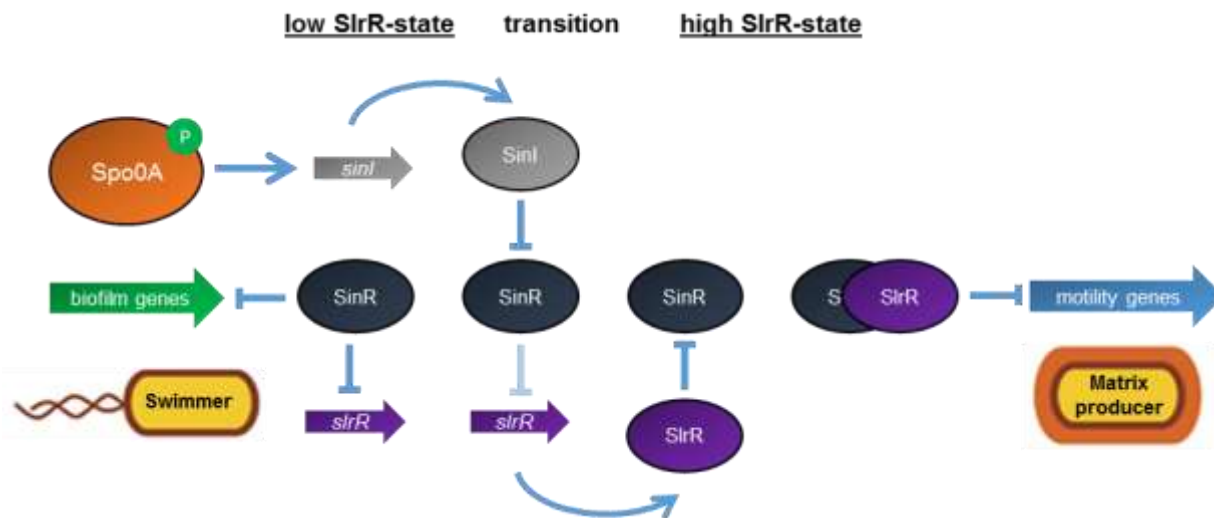 low SlrR-state transition high SlrR-state
P
Spo0A
sinI
SinI
biofilm genes
SinR
SinR
SinR
S
SlrR
motility genes
Swimmer
slrR
slrR
SlrR
Matrix
producer